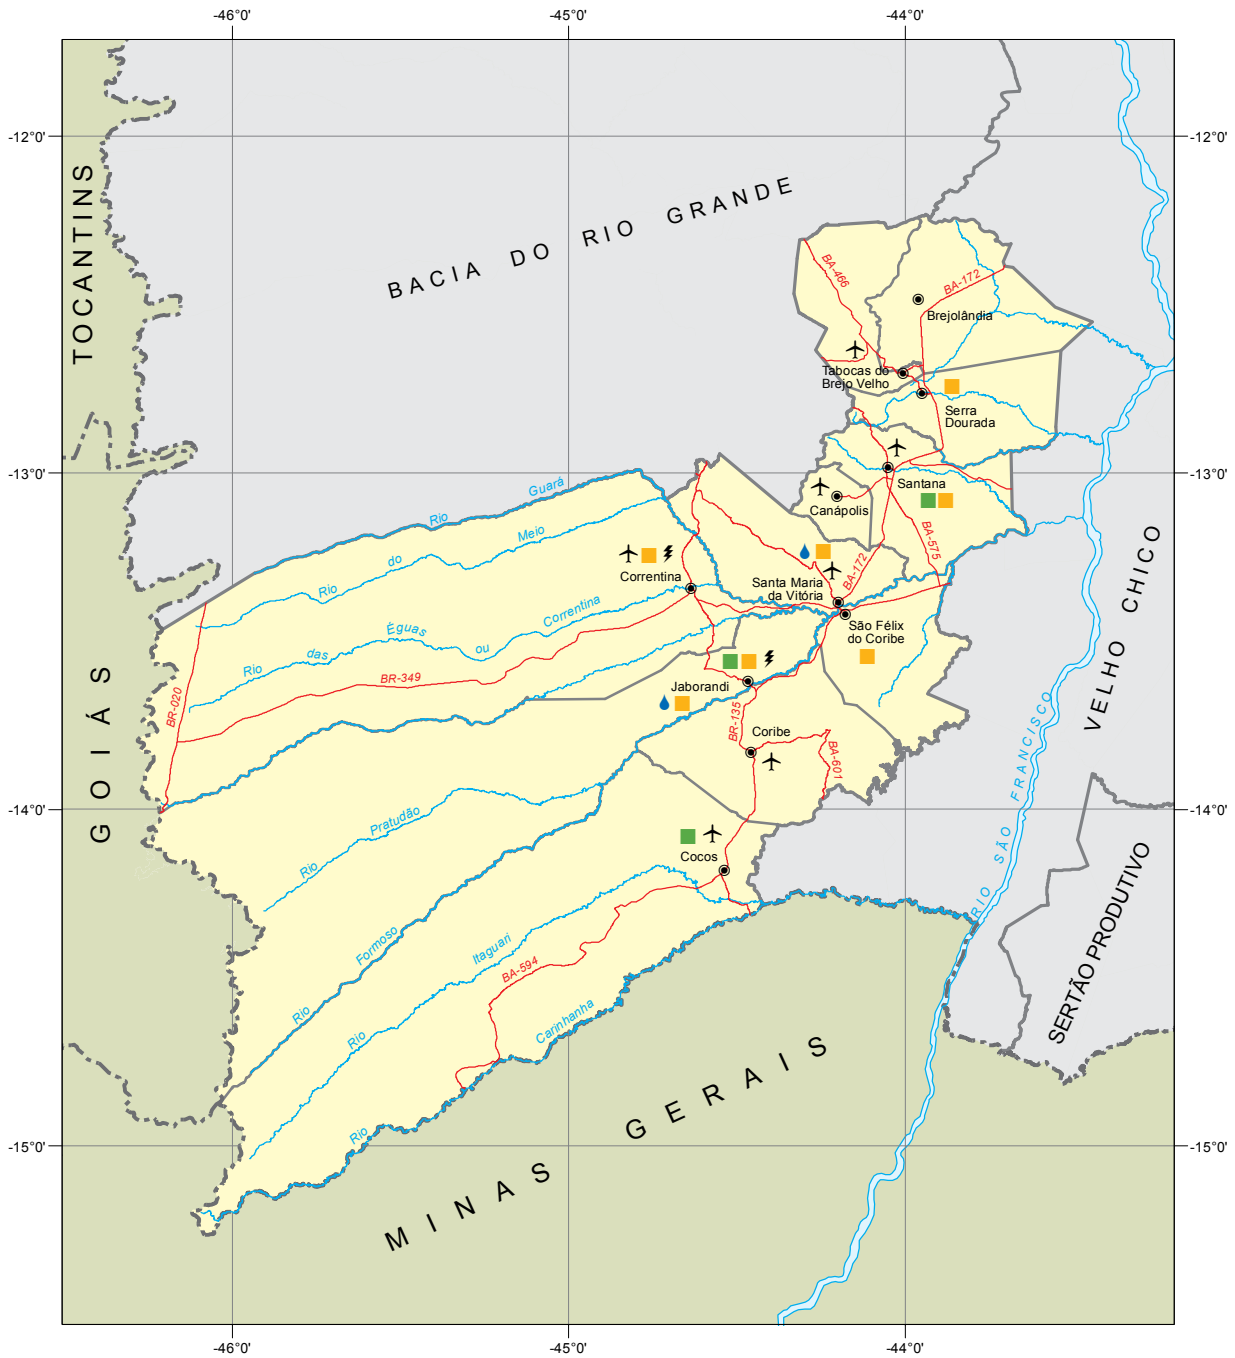 -46°0'
-45°0'
-44°0'
-12°0'
-12°0'
TOCANTINS
BACIA DO RIO GRANDE
BA-466
BA-172
Brejolândia
Tabocas do
Brejo Velho
Serra
Dourada
-13°0'
-13°0'
Santana
Canápolis
Rio Guará
Rio do Meio
BA-575
Correntina
Santa Maria
da Vitória
BA-172
São Félix
do Coribe
Rio das Éguas ou Correntina
BR-349
BR-020
Jaborandi
BR-135
Coribe
BA-601
GOIÁS
VELHO CHICO
RIO SÃO FRANCISCO
-14°0'
-14°0'
Rio Pratudão
Cocos
SERTÃO PRODUTIVO
Rio Formoso
Rio Itaguari
BA-594
Rio Carinhanha
MINAS GERAIS
-15°0'
-15°0'
-46°0'
-45°0'
-44°0'